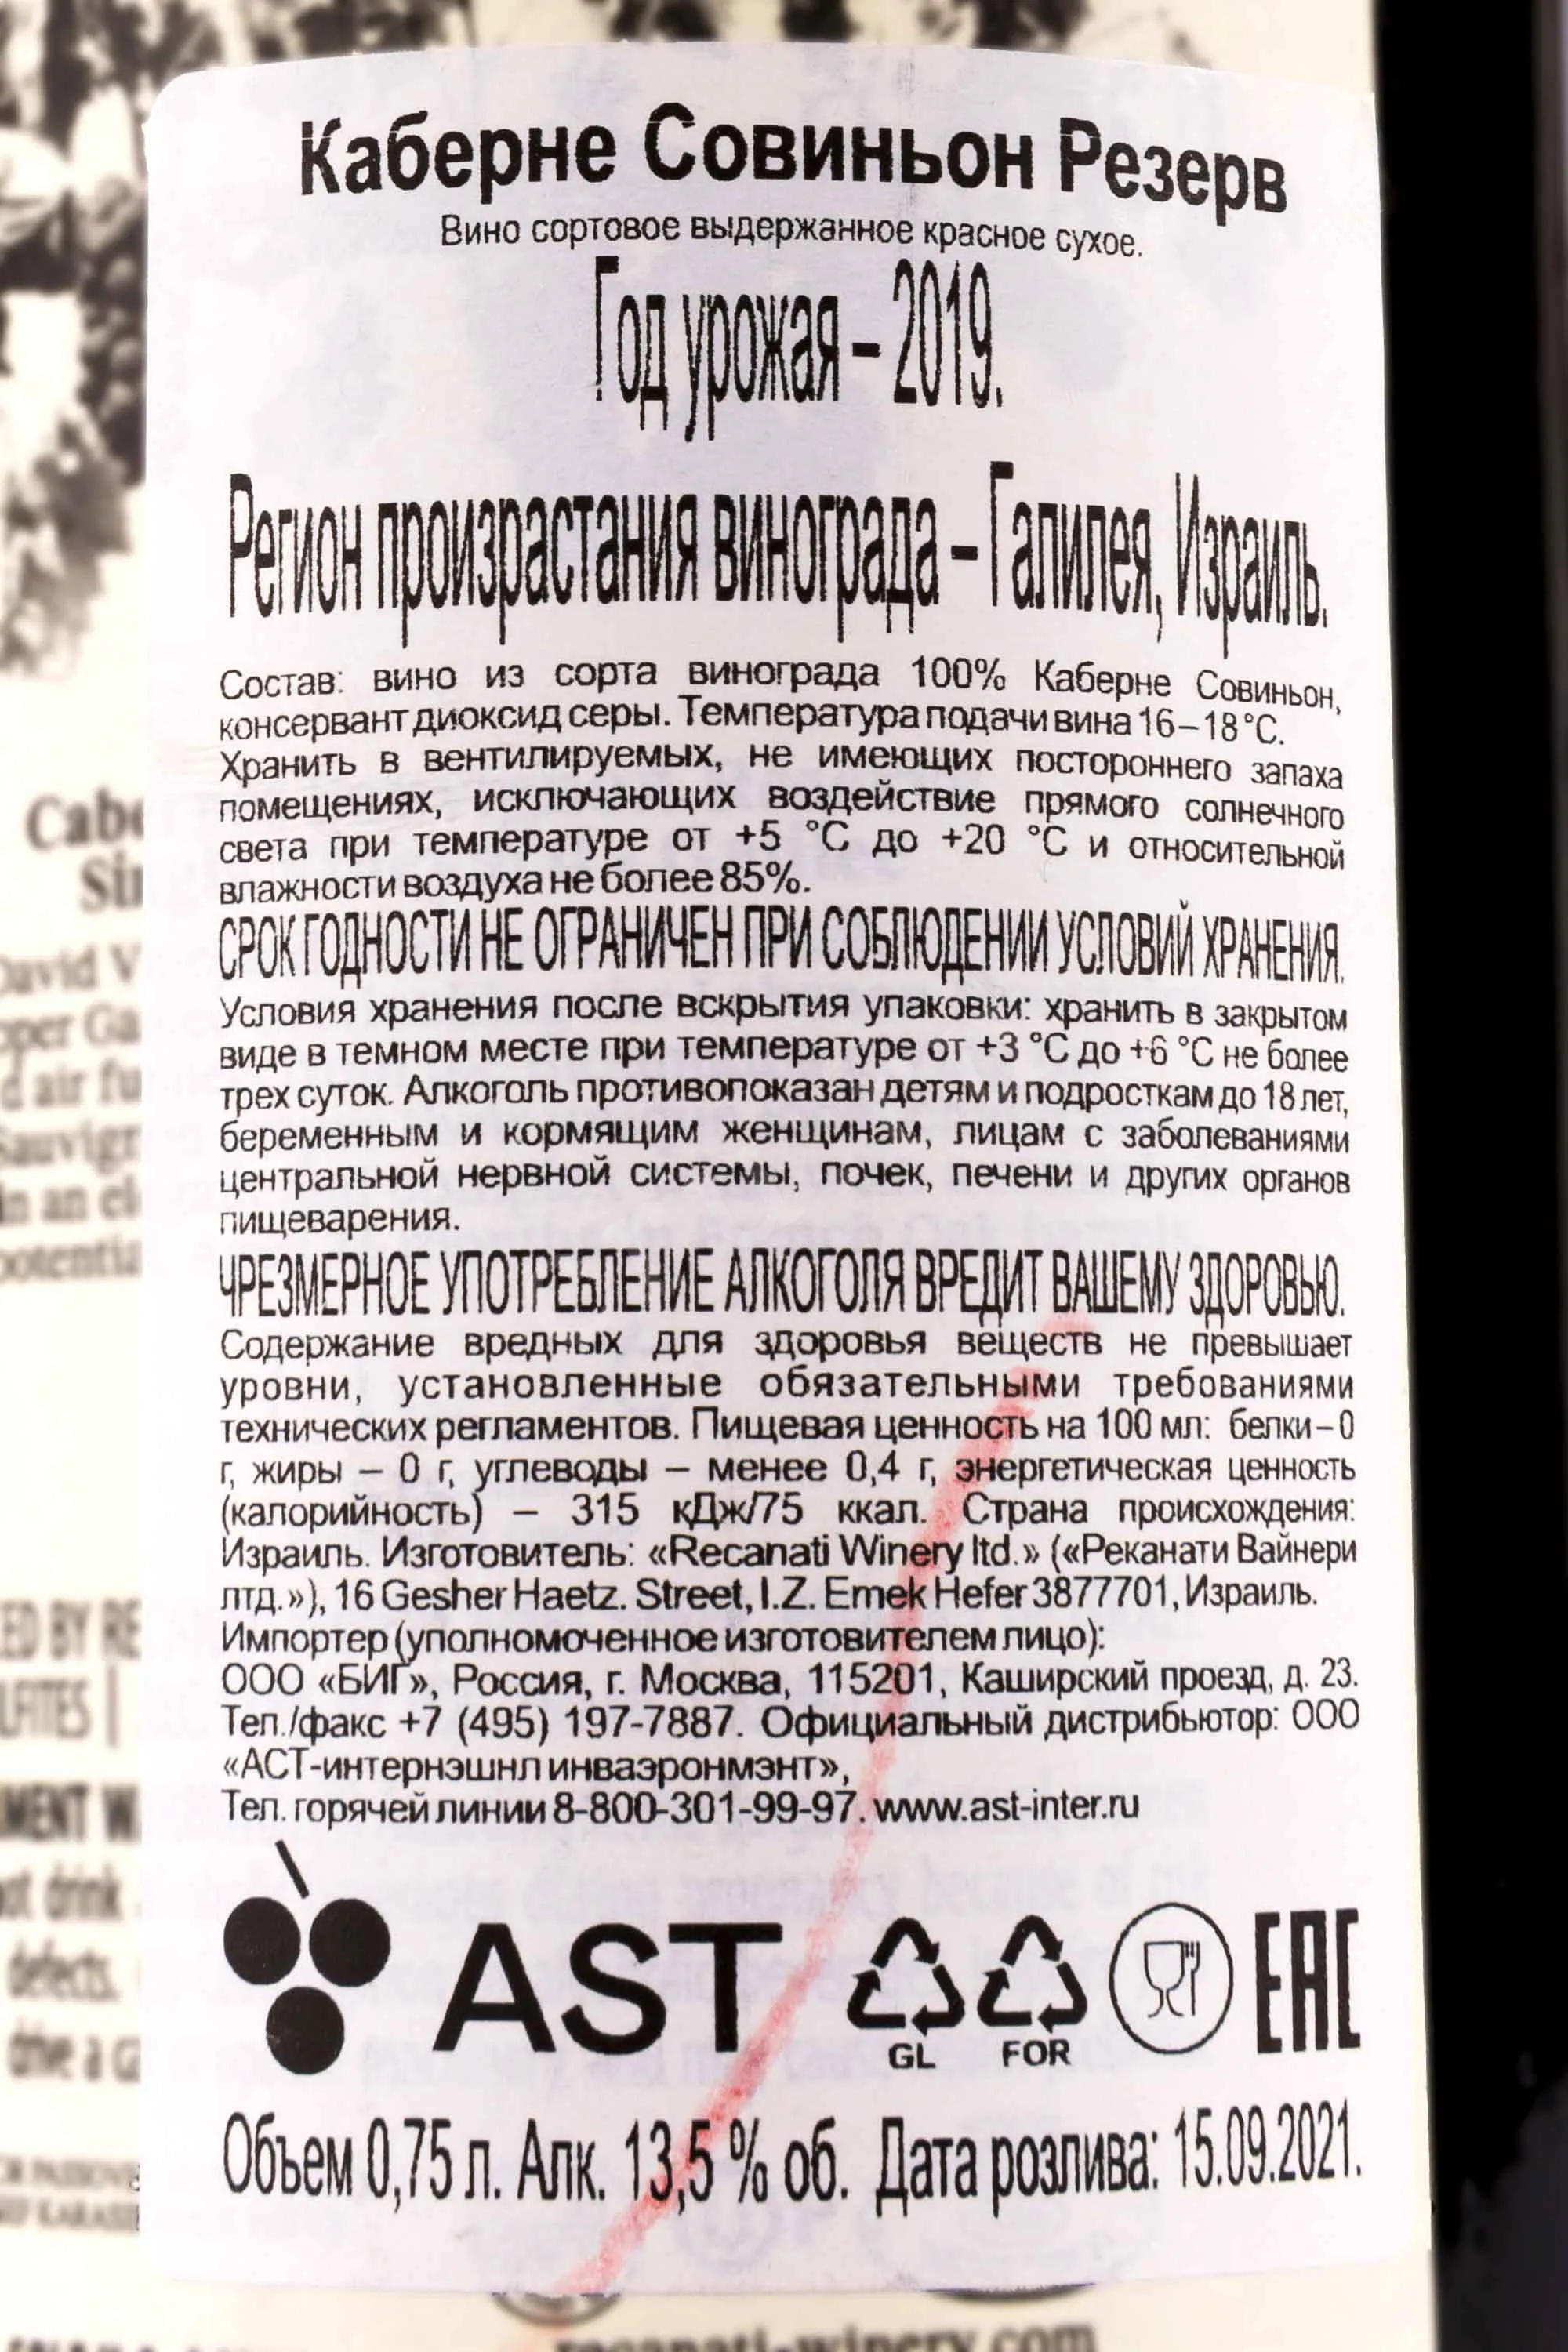 Каберне Совиньон Резерв
Вино сортовое выдержанное красное сухое.
Год урожая – 2019.
Регион произрастания винограда – Галилея, Израиль.
Состав: вино из сорта винограда 100% Каберне Совиньон,
консервант диоксид серы. Температура подачи вина 16–18 °C.
Хранить в вентилируемых, не имеющих постороннего запаха
помещениях, исключающих воздействие прямого солнечного
света при температуре от +5 °C до +20 °C и относительной
влажности воздуха не более 85%.
СРОК ГОДНОСТИ НЕ ОГРАНИЧЕН ПРИ СОБЛЮДЕНИИ УСЛОВИЙ ХРАНЕНИЯ.
Условия хранения после вскрытия упаковки: хранить в закрытом
виде в темном месте при температуре от +3 °C до +6 °C не более
трех суток. Алкоголь противопоказан детям и подросткам до 18 лет,
беременным и кормящим женщинам, лицам с заболеваниями
центральной нервной системы, почек, печени и других органов
пищеварения.
ЧРЕЗМЕРНОЕ УПОТРЕБЛЕНИЕ АЛКОГОЛЯ ВРЕДИТ ВАШЕМУ ЗДОРОВЬЮ.
Содержание вредных для здоровья веществ не превышает
уровни, установленные обязательными требованиями
технических регламентов. Пищевая ценность на 100 мл: белки – 0
г, жиры – 0 г, углеводы – менее 0,4 г, энергетическая ценность
(калорийность) – 315 кДж/75 ккал. Страна происхождения:
Израиль. Изготовитель: «Recanati Winery ltd.» («Реканати Вайнери
лтд.»), 16 Gesher Haetz. Street, I.Z. Emek Hefer 3877701, Израиль.
Импортер (уполномоченное изготовителем лицо):
ООО «БИГ», Россия, г. Москва, 115201, Каширский проезд, д. 23.
Тел./факс +7 (495) 197-7887. Официальный дистрибьютор: ООО
«АСТ-интернэшнл инваэронмэнт»,
Тел. горячей линии 8-800-301-99-97. www.ast-inter.ru
AST GL FOR EAC
Объем 0,75 л. Алк. 13,5 % об. Дата розлива: 15.09.2021.
recanati-winery.com